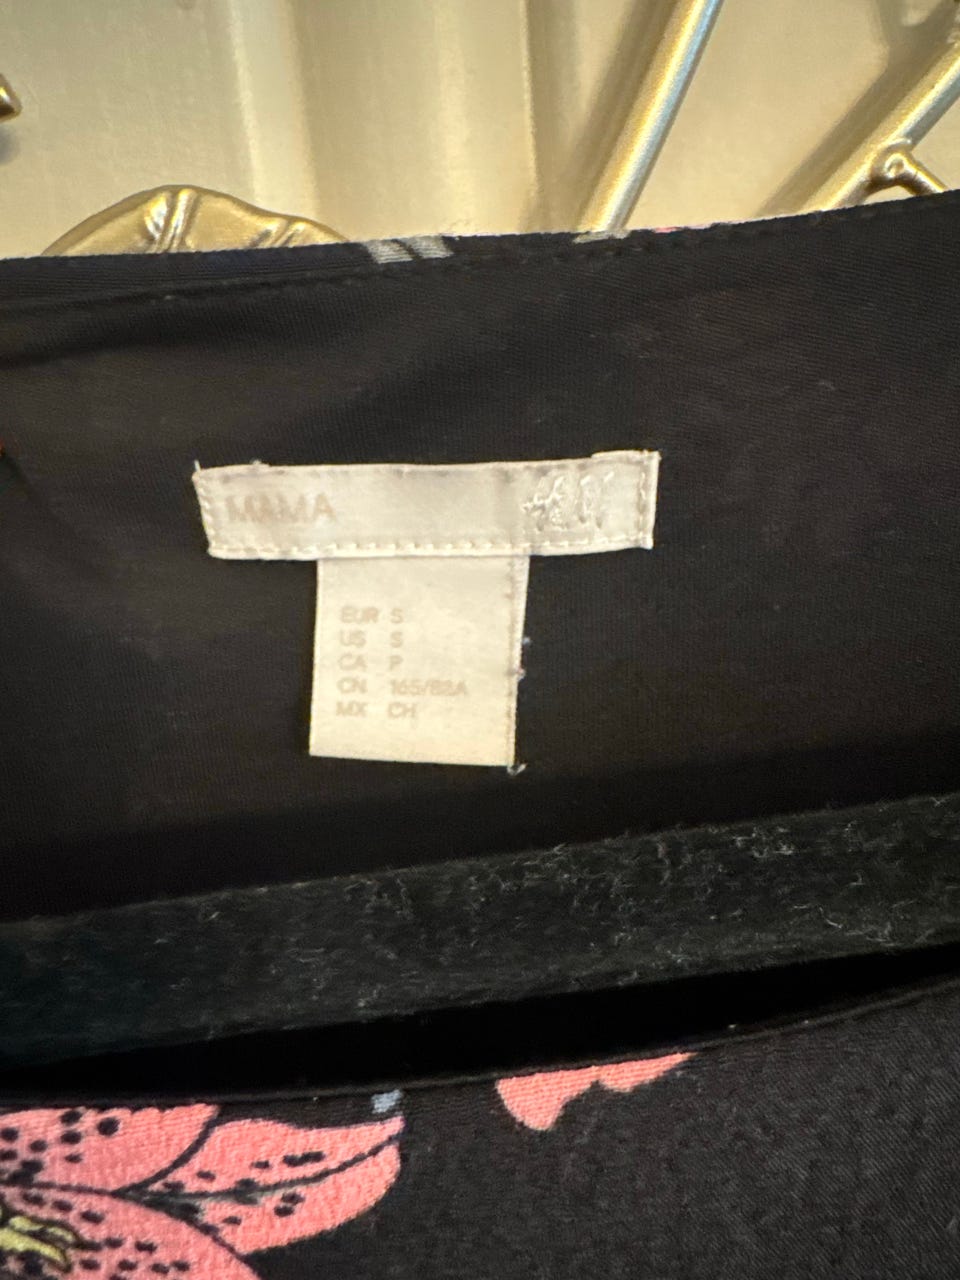 MAMA H&M
EUR S
US S
CA P
CN 165/88A
MX CH